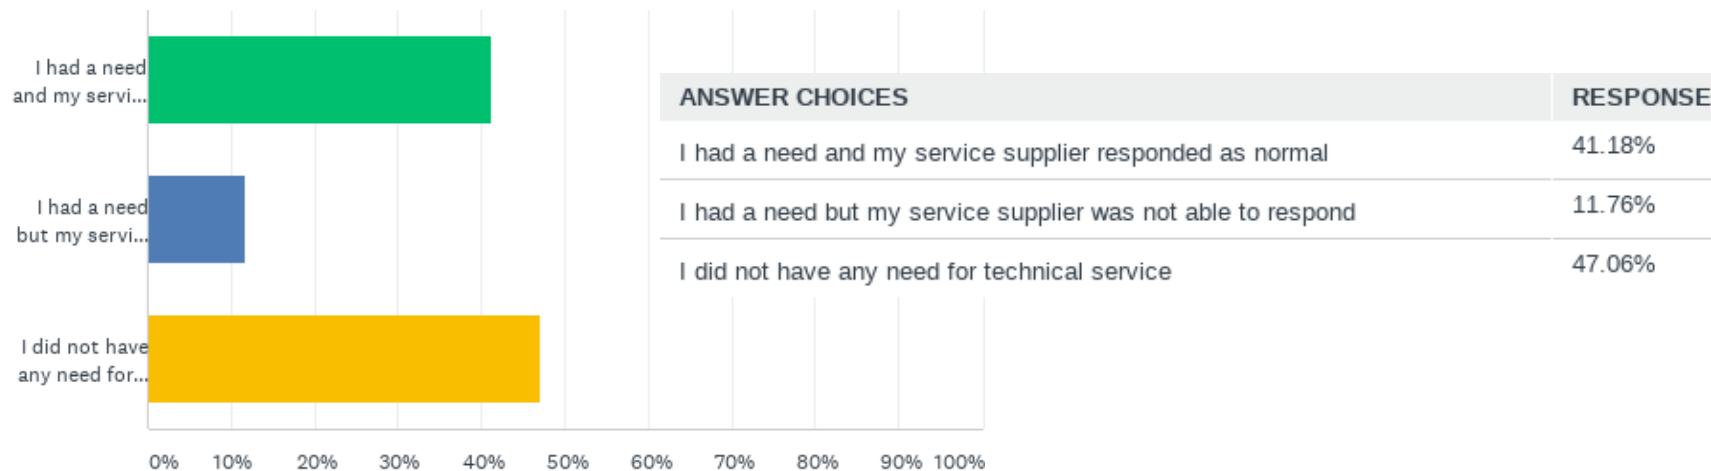 I had a need
and my servi...
I had a need
but my servi...
I did not have
any need for...
0% 10% 20% 30% 40% 50% 60% 70% 80% 90% 100%
ANSWER CHOICES RESPONSE
I had a need and my service supplier responded as normal 41.18%
I had a need but my service supplier was not able to respond 11.76%
I did not have any need for technical service 47.06%